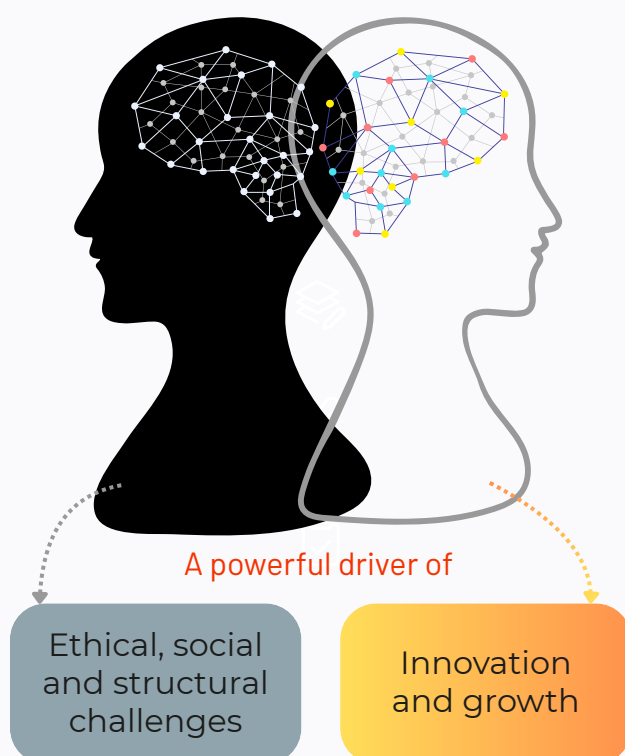 A powerful driver of
Ethical, social
and structural
challenges
Innovation
and growth